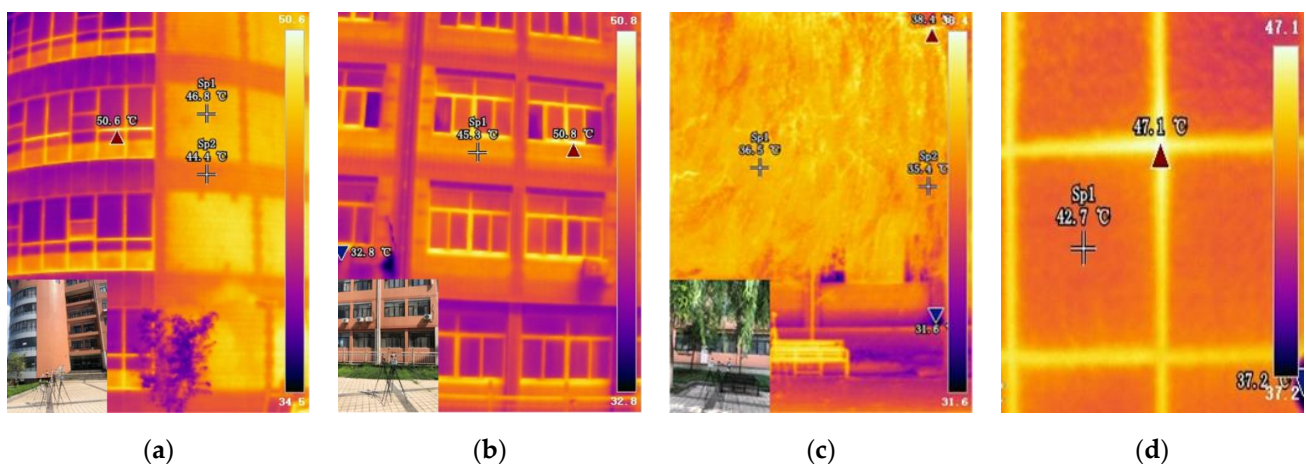 50.6
Sp1
46.8 ℃
50.6 ℃
Sp2
44.4 ℃
34.5
50.8
Sp1
45.3 ℃
50.8 ℃
32.8 ℃
32.8
38.4 ℃
38.4
Sp1
36.5 ℃
Sp2
35.4 ℃
31.6 ℃
31.6
47.1
47.1 ℃
Sp1
42.7 ℃
37.2 ℃
37.2
(a)
(b)
(c)
(d)